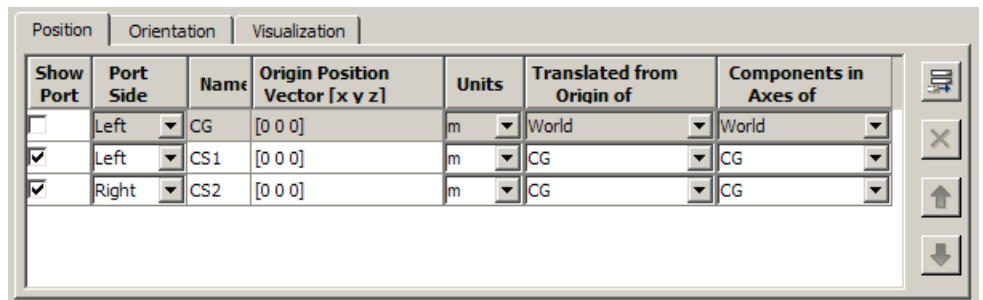 Position Orientation Visualization
Show Port Port Side Name Origin Position Vector [x y z] Units Translated from Origin of Components in Axes of
Left CG [0 0 0] m World World
Left CS1 [0 0 0] m CG CG
Right CS2 [0 0 0] m CG CG